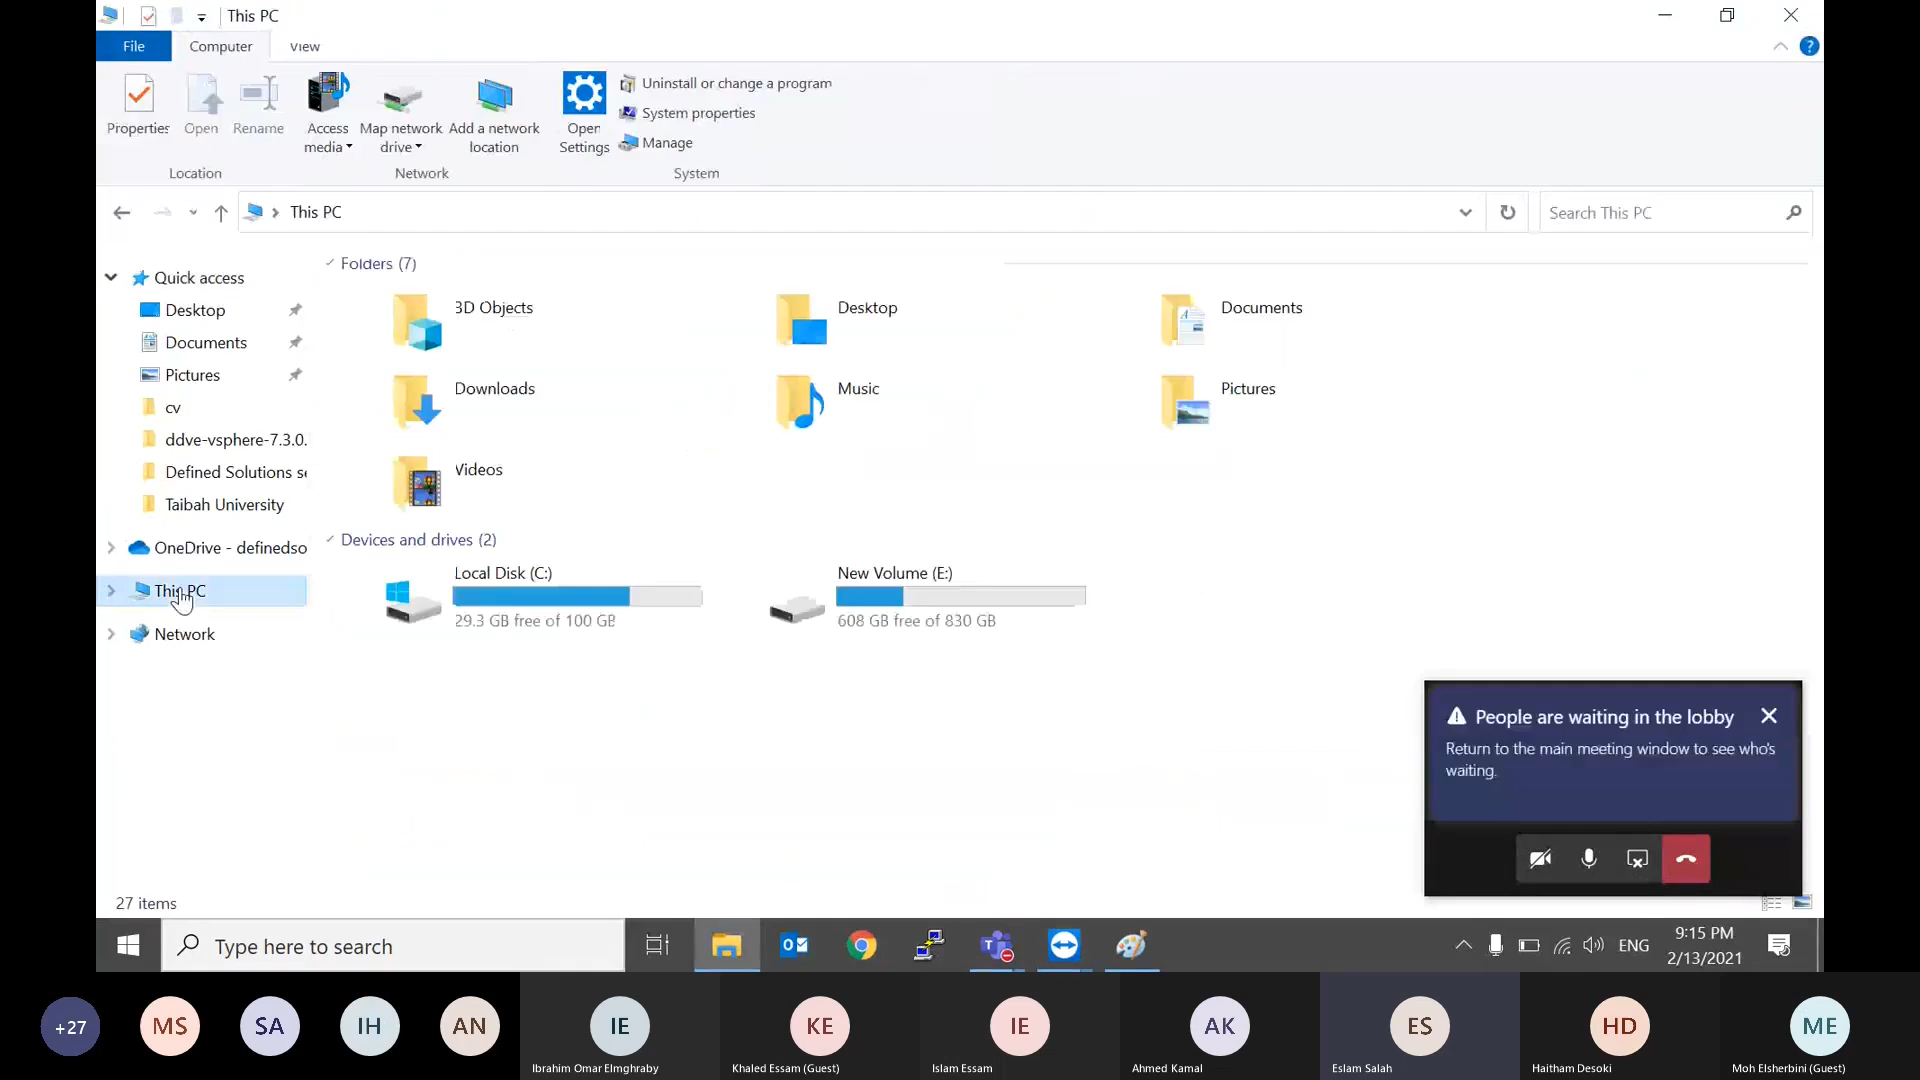 This PC
File
Computer
View
?
Properties
Open
Rename
Access media
Map network drive
Add a network location
Open Settings
Uninstall or change a program
System properties
Manage
Location
Network
System
This PC
Search This PC
Quick access
Desktop
Documents
Pictures
cv
ddve-vsphere-7.3.0.
Defined Solutions se
Taibah University
OneDrive - definedso
This PC
Network
Folders (7)
3D Objects
Desktop
Documents
Downloads
Music
Pictures
Videos
Devices and drives (2)
Local Disk (C:)
29.3 GB free of 100 GB
New Volume (E:)
608 GB free of 830 GB
People are waiting in the lobby
Return to the main meeting window to see who's
waiting.
27 items
Type here to search
ENG
9:15 PM
2/13/2021
+27
MS
SA
IH
AN
IE
Ibrahim Omar Elmghraby
KE
Khaled Essam (Guest)
IE
Islam Essam
AK
Ahmed Kamal
ES
Eslam Salah
HD
Haitham Desoki
ME
Moh Elsherbini (Guest)